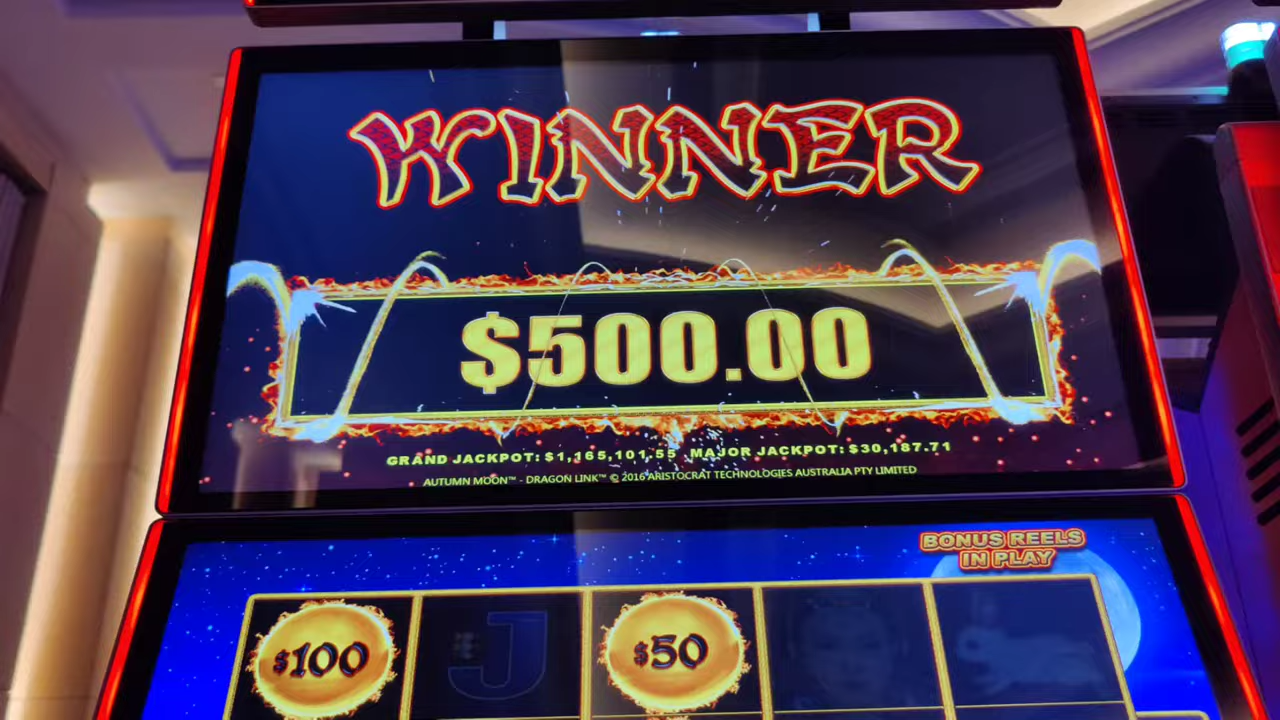 WINNER
$500.00
GRAND JACKPOT: $1,165,101.55 MAJOR JACKPOT: $30,187.71
AUTUMN MOON™ - DRAGON LINK™ © 2016 ARISTOCRAT TECHNOLOGIES AUSTRALIA PTY LIMITED
BONUS REELS
IN PLAY
$100 J $50